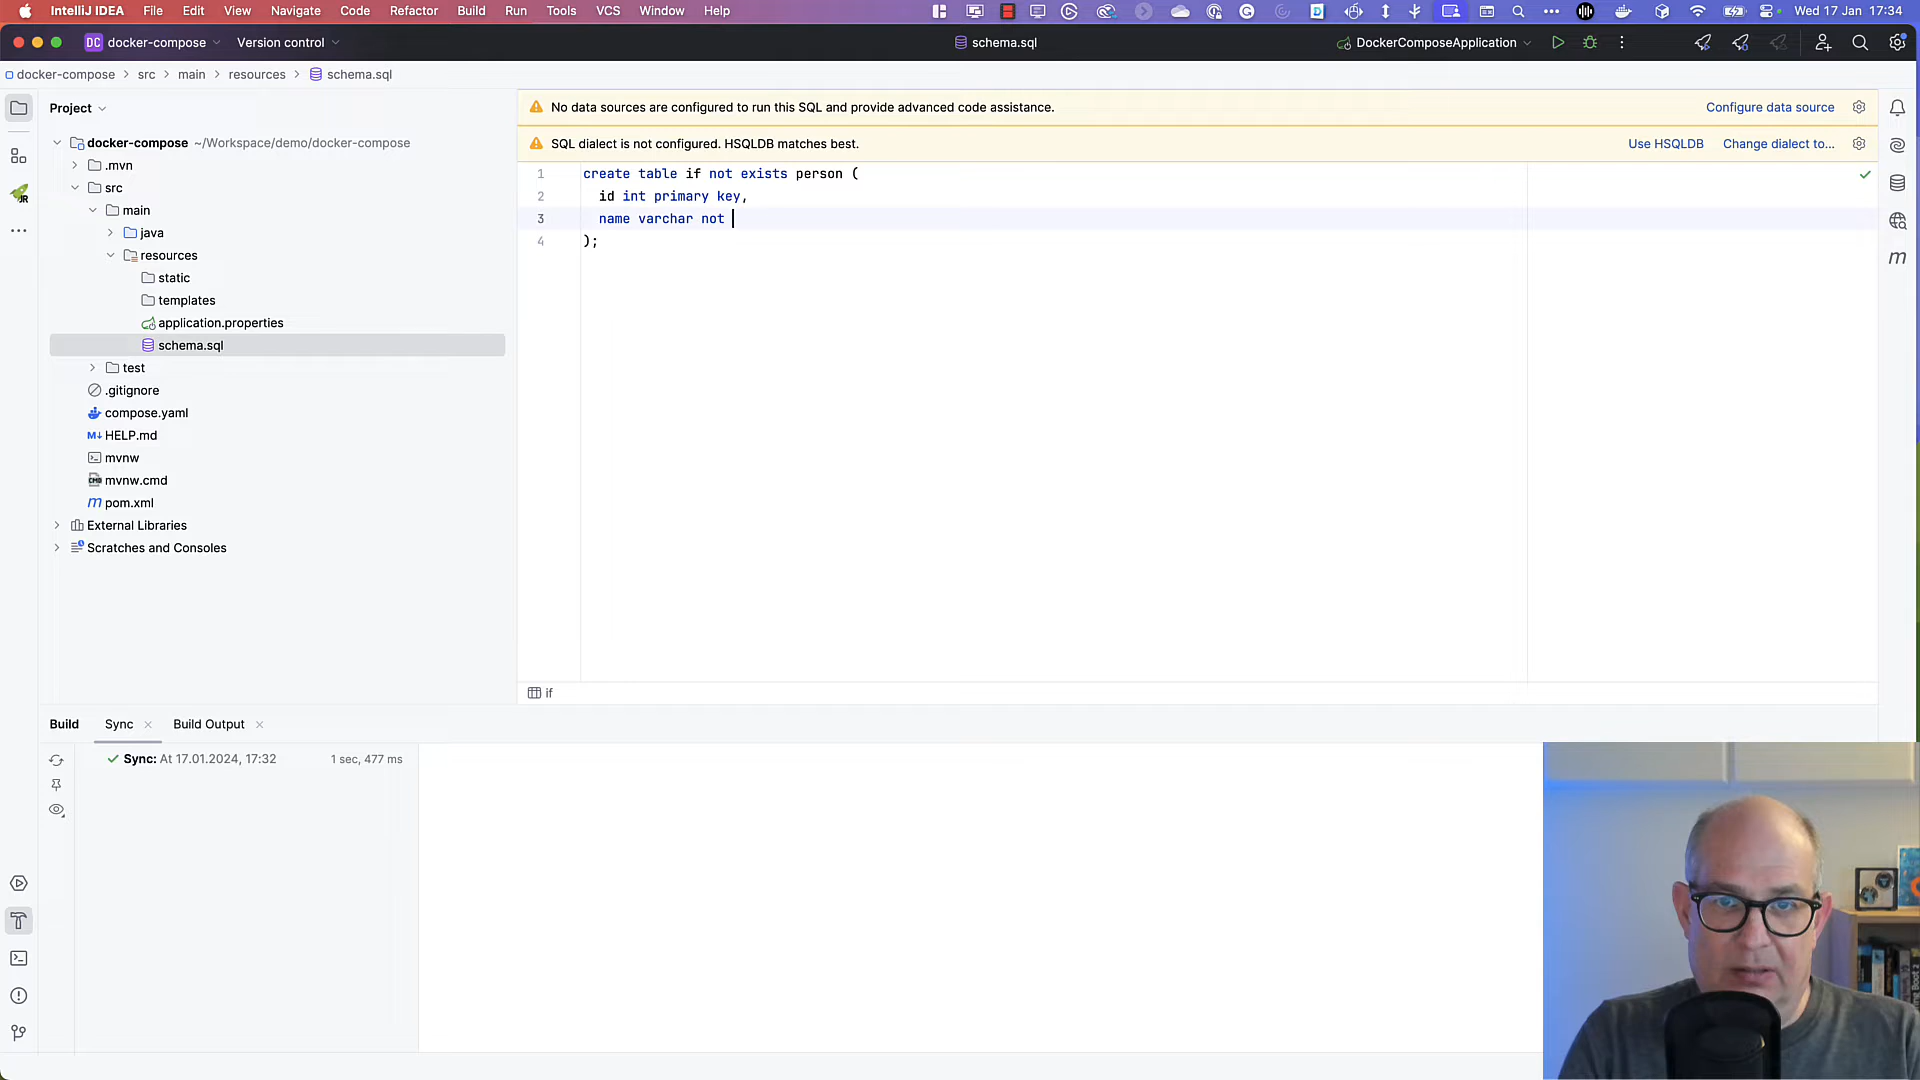 IntelliJ IDEA File Edit View Navigate Code Refactor Build Run Tools VCS Window Help Wed 17 Jan 17:34
DC docker-compose Version control schema.sql DockerComposeApplication
docker-compose src main resources schema.sql
Project
No data sources are configured to run this SQL and provide advanced code assistance. Configure data source
docker-compose ~/Workspace/demo/docker-compose
SQL dialect is not configured. HSQLDB matches best. Use HSQLDB Change dialect to...
.mvn
src
main
java
resources
static
templates
application.properties
schema.sql
test
.gitignore
compose.yaml
HELP.md
mvnw
mvnw.cmd
pom.xml
External Libraries
Scratches and Consoles
1 create table if not exists person (
2 id int primary key,
3 name varchar not
4 );
if
Build Sync Build Output
Sync: At 17.01.2024, 17:32 1 sec, 477 ms